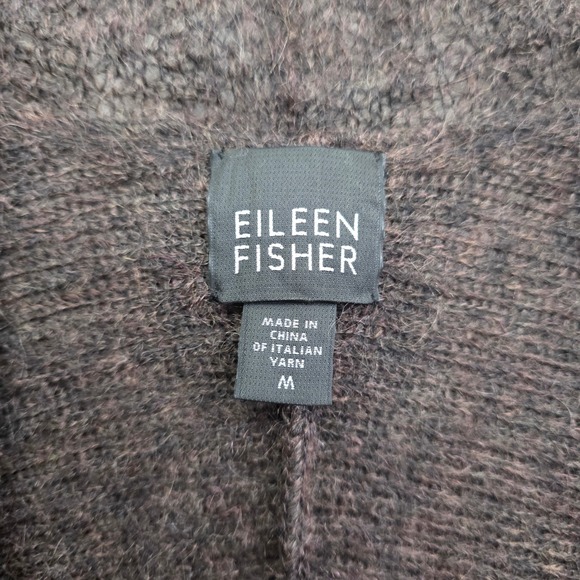 EILEEN
FISHER
MADE IN
CHINA
OF ITALIAN
YARN
M